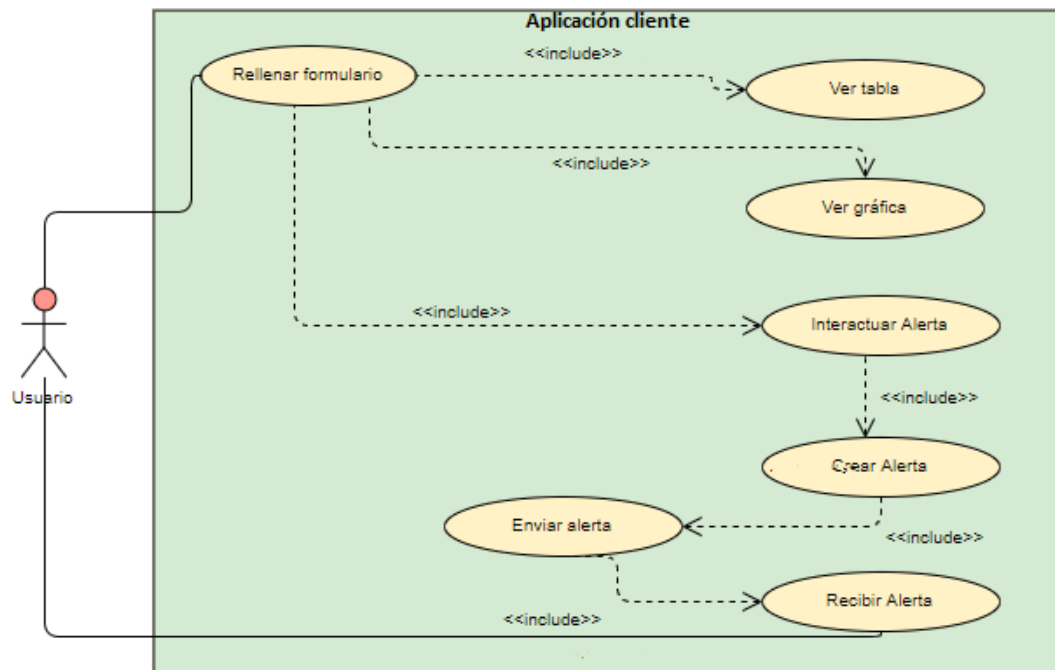 Aplicación cliente
<<include>>
Rellenar formulario
Ver tabla
<<include>>
Ver gráfica
<<include>>
Interactuar Alerta
Usuario
<<include>>
Crear Alerta
Enviar alerta
<<include>>
Recibir Alerta
<<include>>